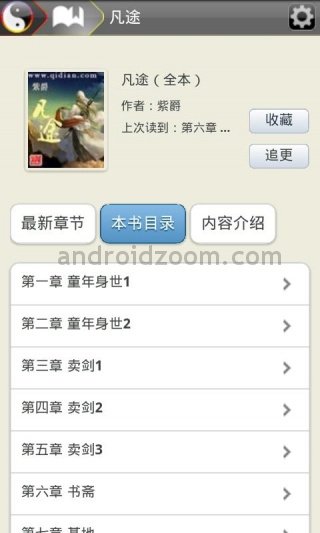 凡途
www.qidian.com
紫爵
凡途
凡途（全本）
作者：紫爵
上次读到：第六章 ...
收藏
追更
最新章节
本书目录
内容介绍
androidzoom.com
第一章 童年身世1
第二章 童年身世2
第三章 卖剑1
第四章 卖剑2
第五章 卖剑3
第六章 书斋
第七章 墓地